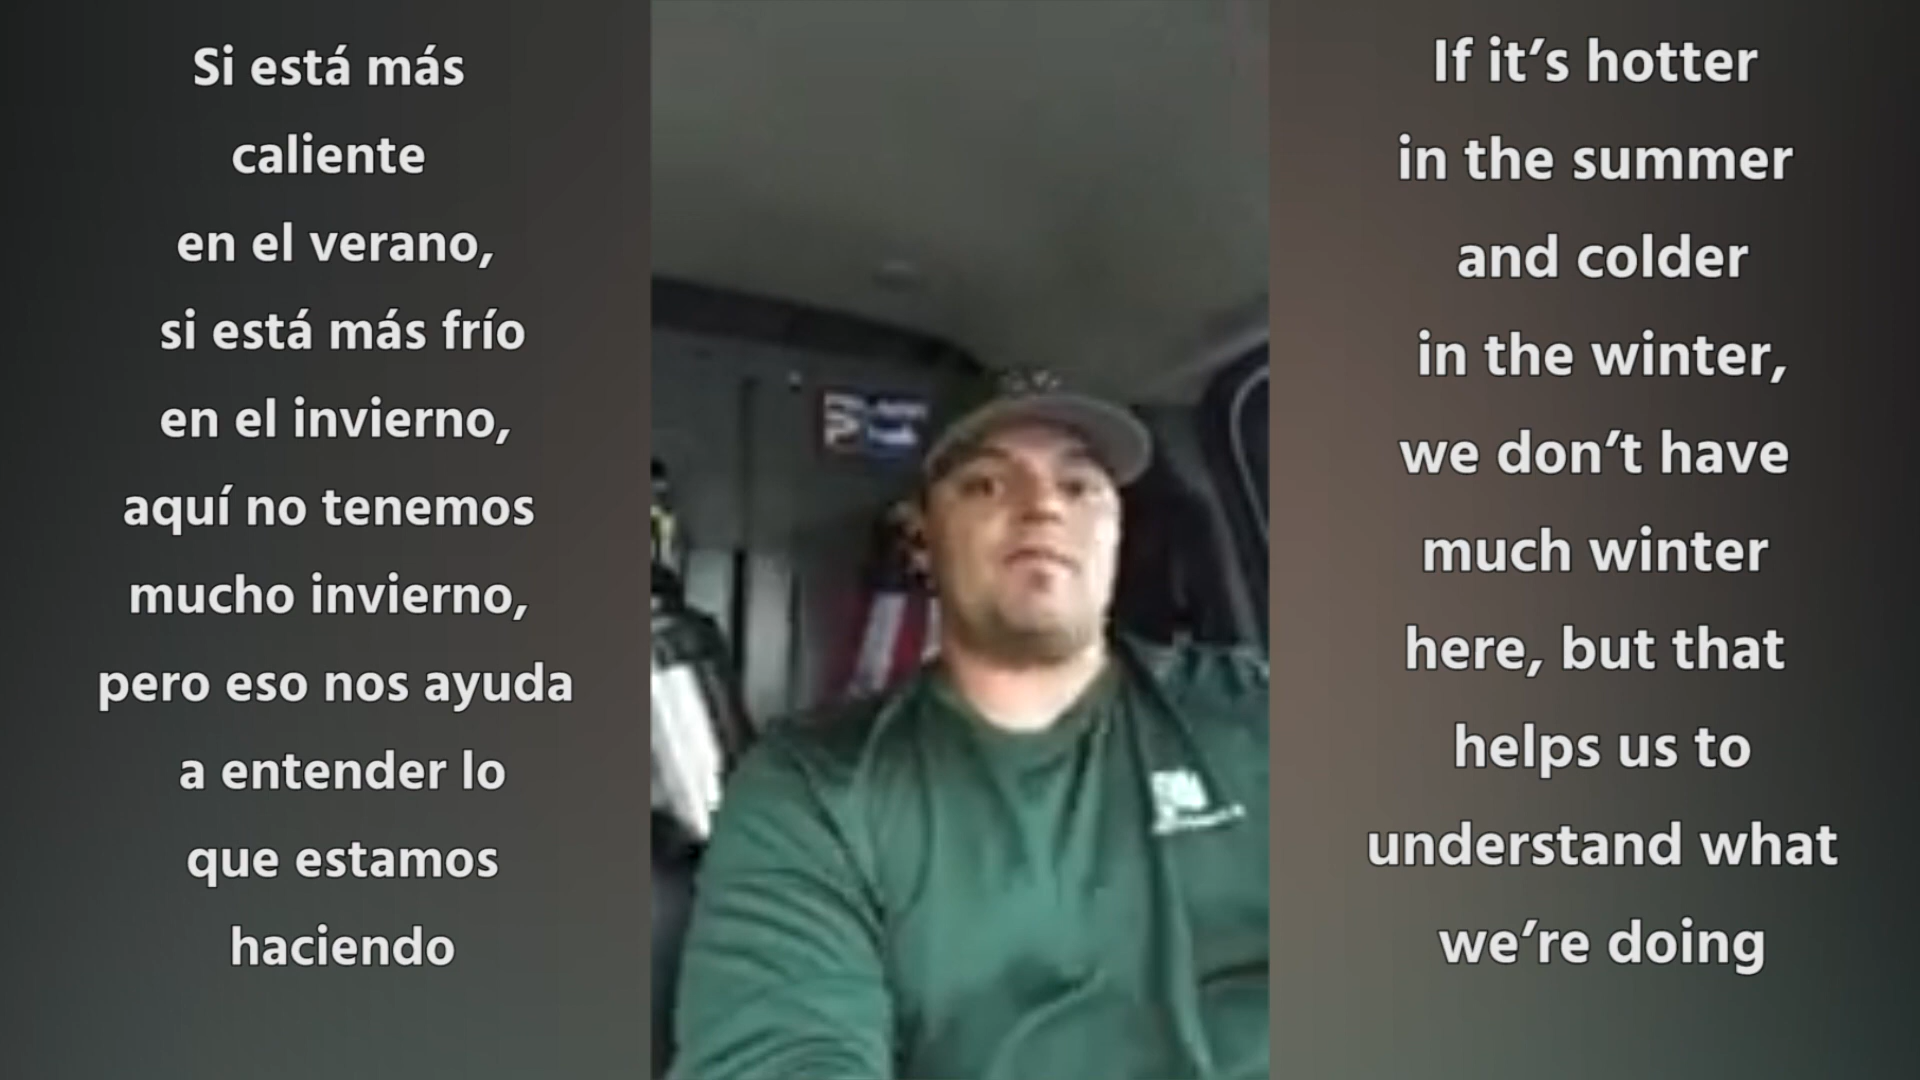 Si está más
caliente
en el verano,
si está más frío
en el invierno,
aquí no tenemos
mucho invierno,
pero eso nos ayuda
a entender lo
que estamos
haciendo
If it’s hotter
in the summer
and colder
in the winter,
we don’t have
much winter
here, but that
helps us to
understand what
we’re doing